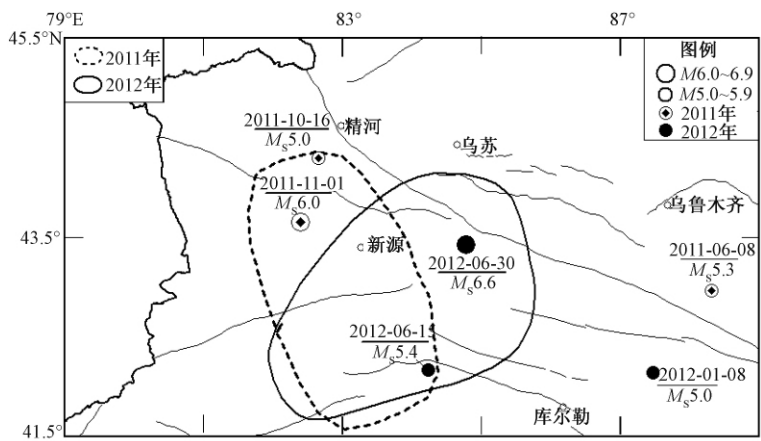 79°E
83°
87°
45.5°N
2011年
2012年
图例
M6.0~6.9
M5.0~5.9
2011年
2012年
2011-10-16
MS5.0
精河
乌苏
2011-11-01
MS6.0
乌鲁木齐
43.5°
新源
2012-06-30
MS6.6
2011-06-08
MS5.3
2012-06-15
MS5.4
2012-01-08
MS5.0
库尔勒
41.5°